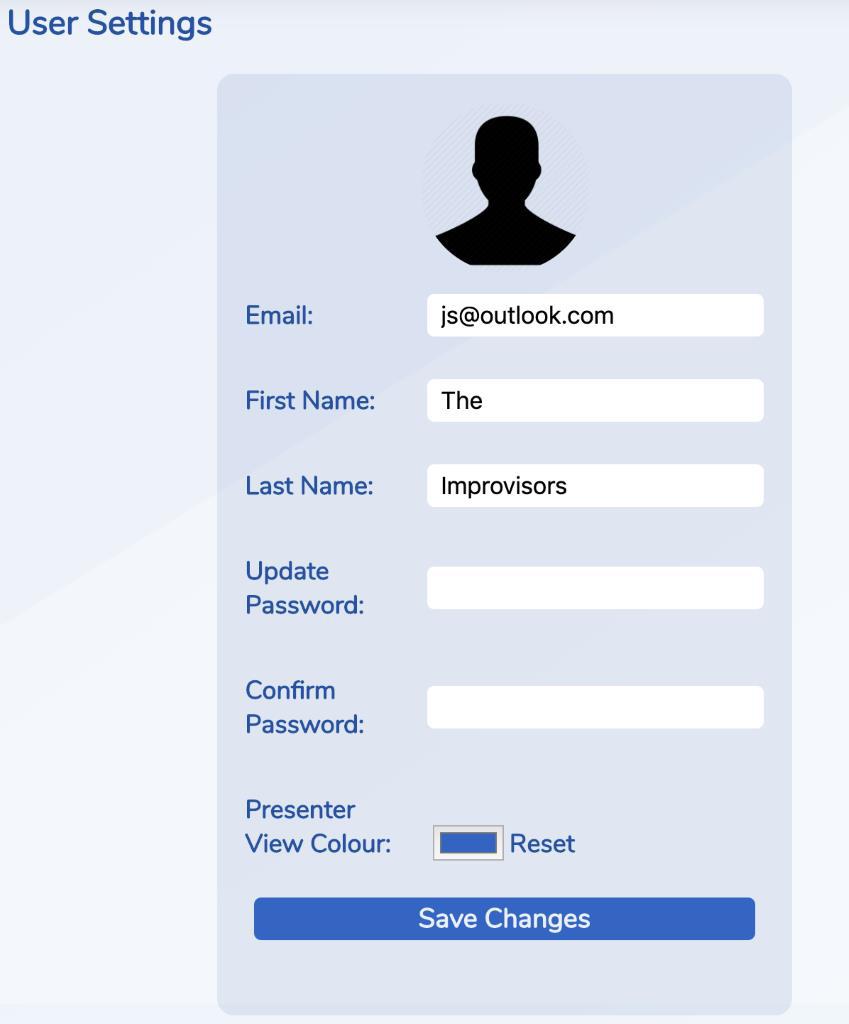 User Settings
Email: js@outlook.com
First Name: The
Last Name: Improvisors
Update
Password:
Confirm
Password:
Presenter
View Colour: Reset
Save Changes